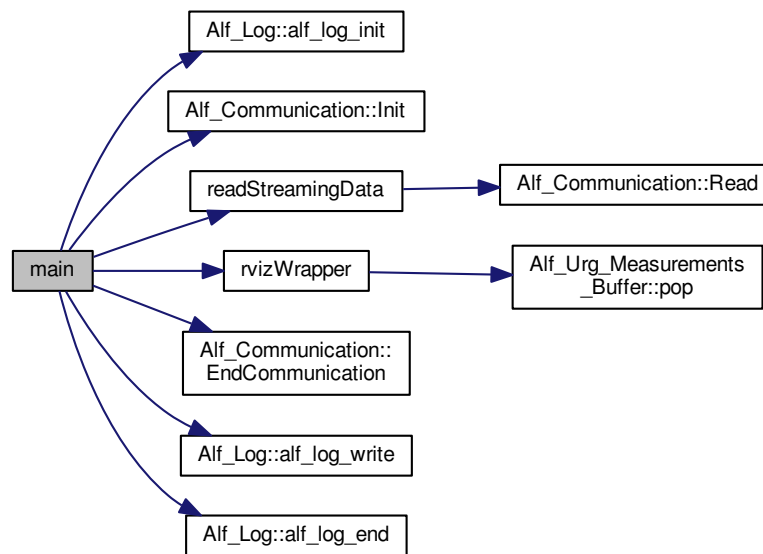 Alf_Log::alf_log_init
Alf_Communication::Init
readStreamingData
Alf_Communication::Read
main
rvizWrapper
Alf_Urg_Measurements
_Buffer::pop
Alf_Communication::
EndCommunication
Alf_Log::alf_log_write
Alf_Log::alf_log_end